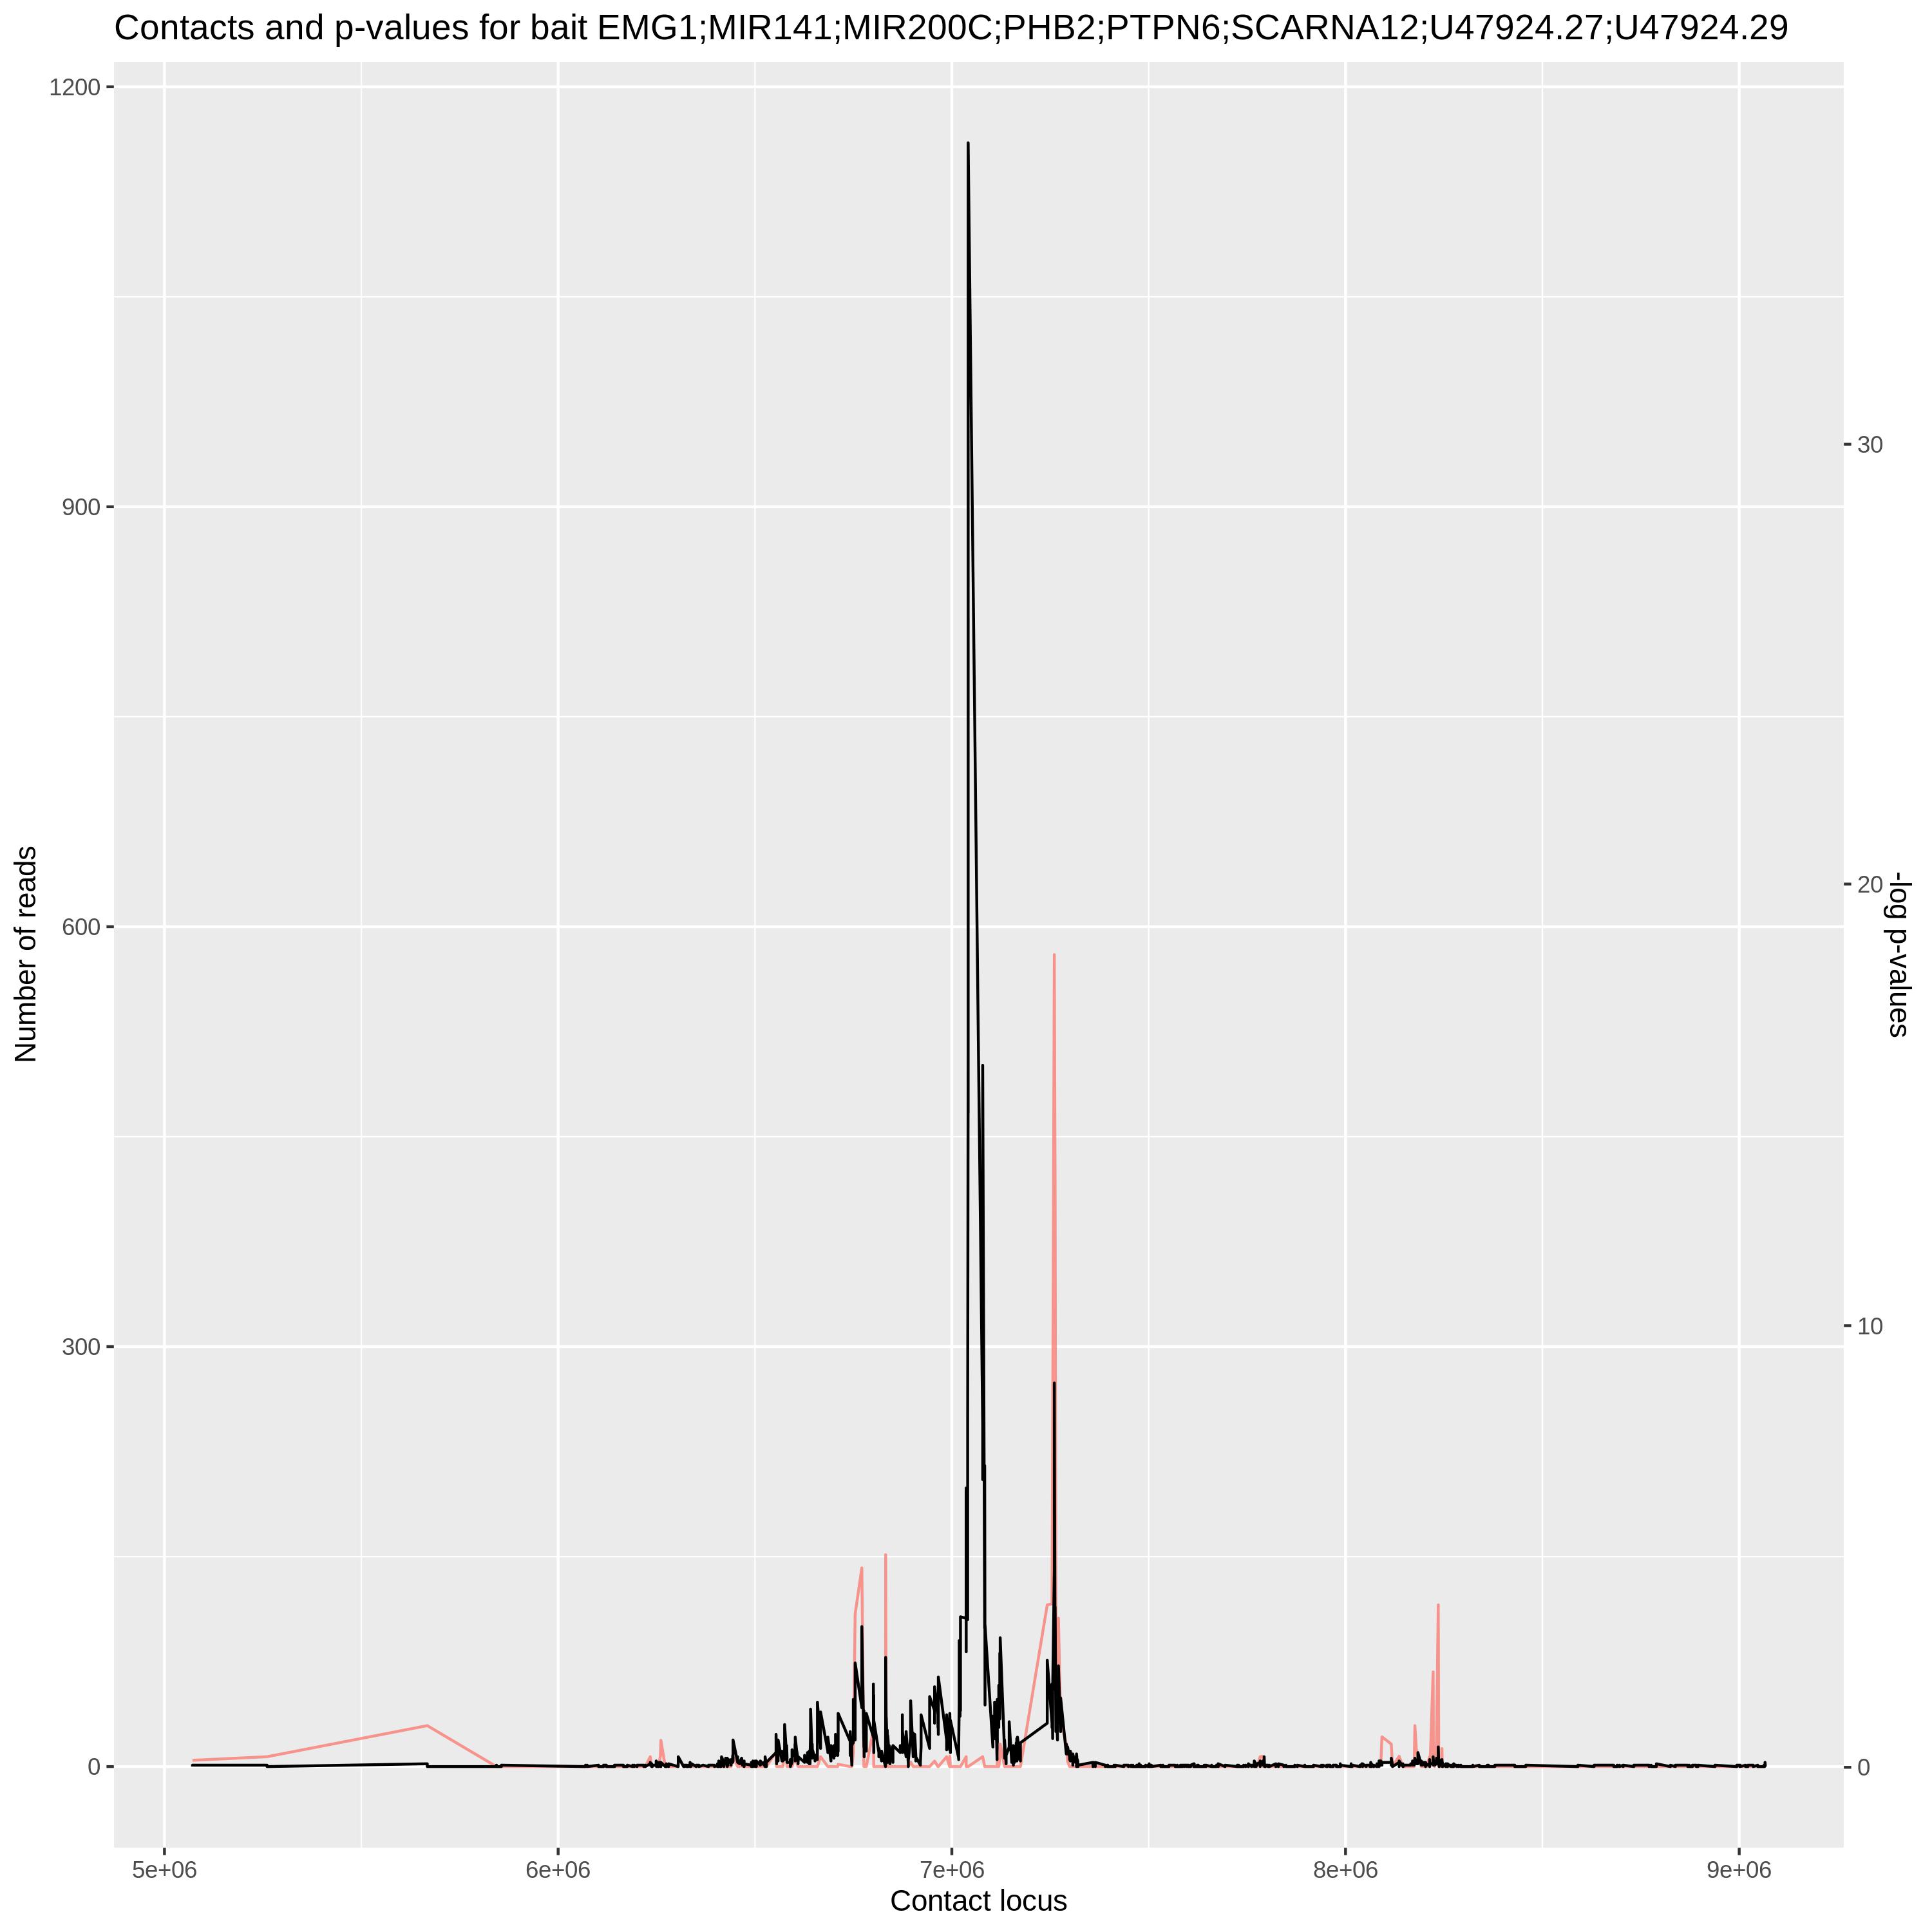 Contacts and p-values for bait EMG1;MIR141;MIR200C;PHB2;PTPN6;SCARNA12;U47924.27;U47924.29
1200
900
600
300
0
Number of reads
30
20
10
0
-log p-values
5e+06
6e+06
7e+06
8e+06
9e+06
Contact locus